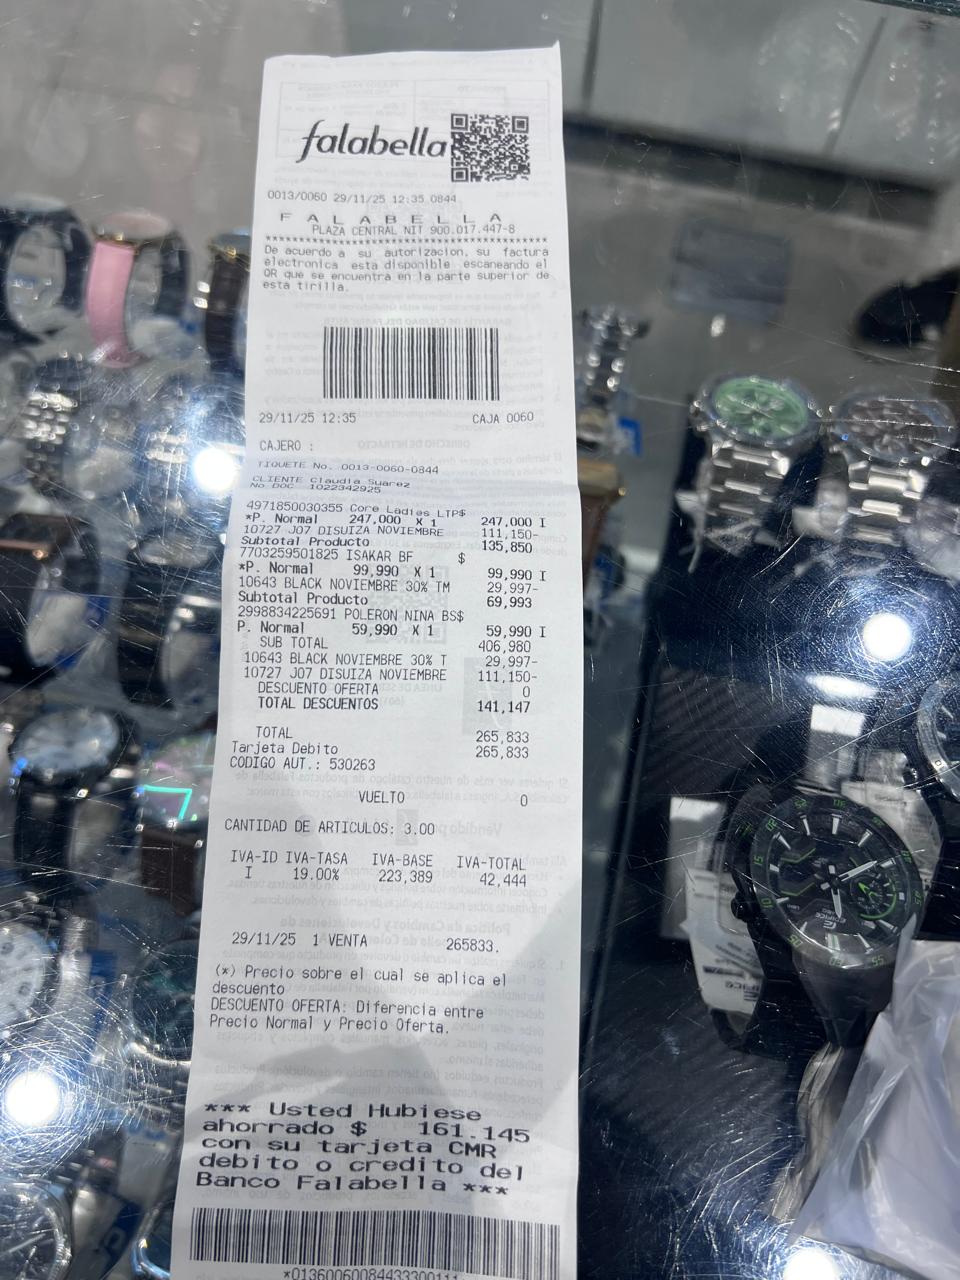 falabella
0013/0060 29/11/25 12:35 0844
F A L A B E L L A
PLAZA CENTRAL NIT 900.017.447-8
****************************************
De acuerdo a su autorizacion, su factura
electronica esta disponible escaneando el
QR que se encuentra en la parte superior de
esta tirilla.
29/11/25 12:35 CAJA 0060
CAJERO :
TIQUETE No. 0013-0060-0844
CLIENTE Claudia Suarez
No DOC 1022342925
4971850030355 Core Ladies LTP$
*P. Normal 247,000 X 1 247,000 I
10727 J07 DISUIZA NOVIEMBRE 111,150-
Subtotal Producto 135,850
7703259501825 ISAKAR BF $
*P. Normal 99,990 X 1 99,990 I
10643 BLACK NOVIEMBRE 30% TM 29,997-
Subtotal Producto 69,993
2998834225691 POLERON NINA BS$
P. Normal 59,990 X 1 59,990 I
SUB TOTAL 406,980
10643 BLACK NOVIEMBRE 30% T 29,997-
10727 J07 DISUIZA NOVIEMBRE 111,150-
DESCUENTO OFERTA 0
TOTAL DESCUENTOS 141,147
TOTAL 265,833
Tarjeta Debito 265,833
CODIGO AUT.: 530263
VUELTO 0
CANTIDAD DE ARTICULOS: 3.00
IVA-ID IVA-TASA IVA-BASE IVA-TOTAL
I 19.00% 223,389 42,444
29/11/25 1 VENTA 265833.
(*) Precio sobre el cual se aplica el
descuento
DESCUENTO OFERTA: Diferencia entre
Precio Normal y Precio Oferta.
*** Usted Hubiese
ahorrado $ 161.145
con su tarjeta CMR
debito o credito del
Banco Falabella ***
EDIFICE